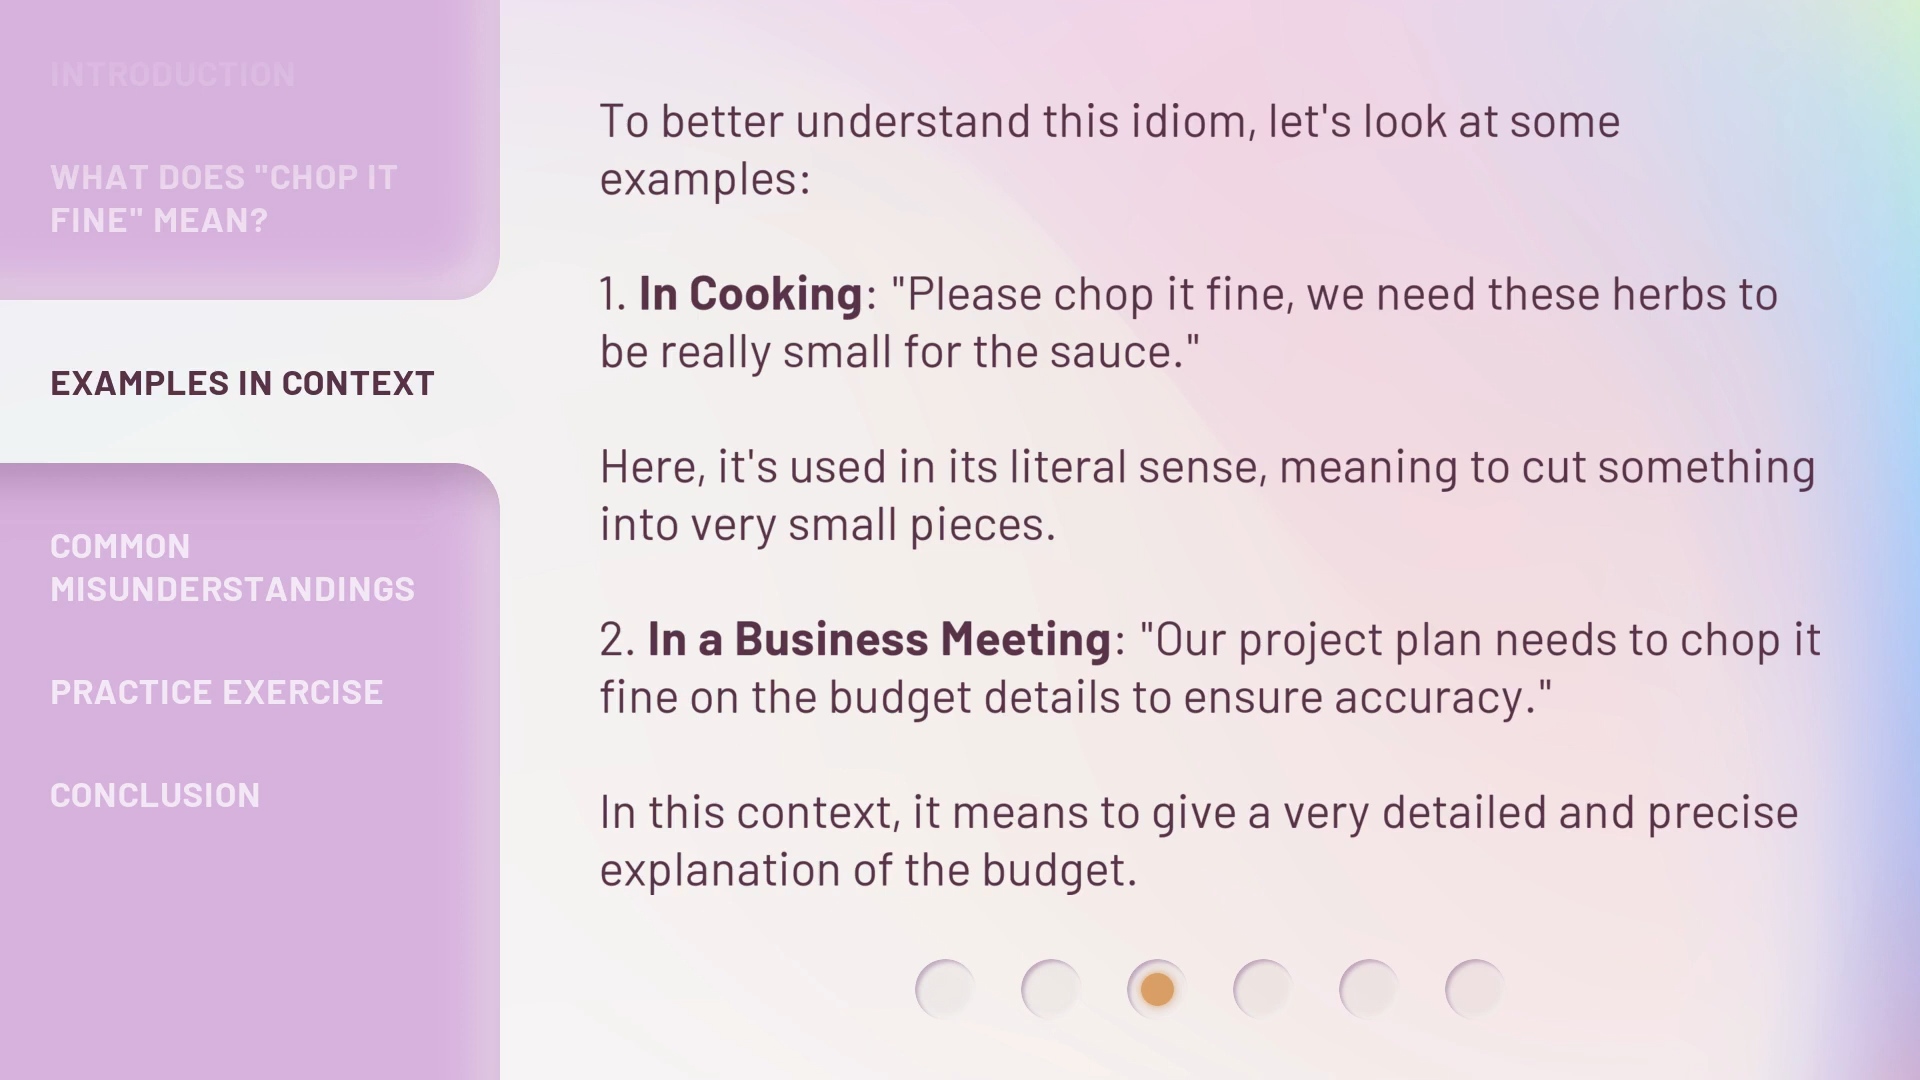 INTRODUCTION
WHAT DOES "CHOP IT
FINE" MEAN?
EXAMPLES IN CONTEXT
COMMON
MISUNDERSTANDINGS
PRACTICE EXERCISE
CONCLUSION
To better understand this idiom, let's look at some
examples:
1. In Cooking: "Please chop it fine, we need these herbs to
be really small for the sauce."
Here, it's used in its literal sense, meaning to cut something
into very small pieces.
2. In a Business Meeting: "Our project plan needs to chop it
fine on the budget details to ensure accuracy."
In this context, it means to give a very detailed and precise
explanation of the budget.